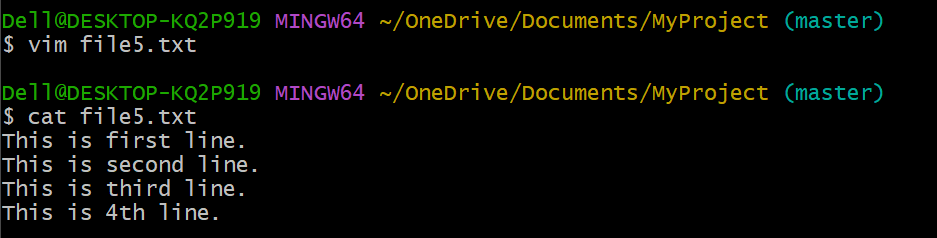 Dell@DESKTOP-KQ2P919 MINGW64 ~/OneDrive/Documents/MyProject (master)
$ vim file5.txt
Dell@DESKTOP-KQ2P919 MINGW64 ~/OneDrive/Documents/MyProject (master)
$ cat file5.txt
This is first line.
This is second line.
This is third line.
This is 4th line.